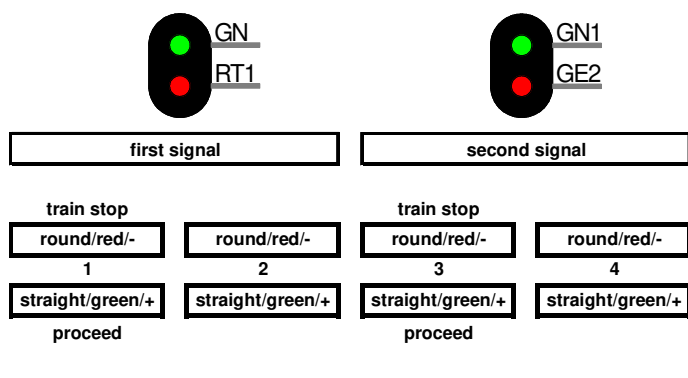 GN GN1
RT1 GE2
first signal second signal
train stop train stop
round/red/- round/red/- round/red/- round/red/-
1 2 3 4
straight/green/+ straight/green/+ straight/green/+ straight/green/+
proceed proceed